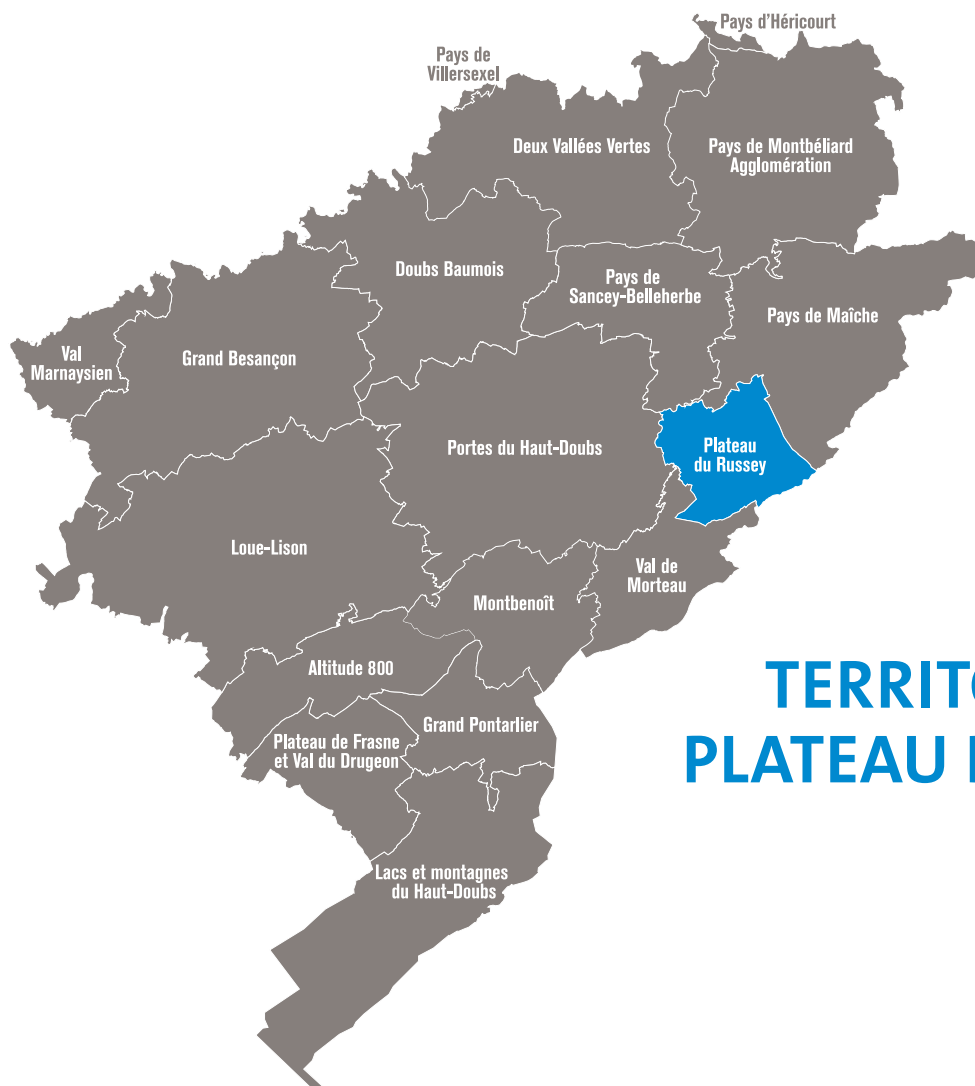 Pays d'Héricourt
Pays de
Villersexel
Deux Vallées Vertes
Pays de Montbéliard
Agglomération
Doubs Baumois
Pays de
Sancey-Belleherbe
Pays de Maîche
Val
Marnaysien
Grand Besançon
Portes du Haut-Doubs
Plateau
du Russey
Loue-Lison
Val de
Morteau
Montbenoît
Altitude 800
Grand Pontarlier
Plateau de Frasne
et Val du Drugeon
Lacs et montagnes
du Haut-Doubs
TERRITO
PLATEAU